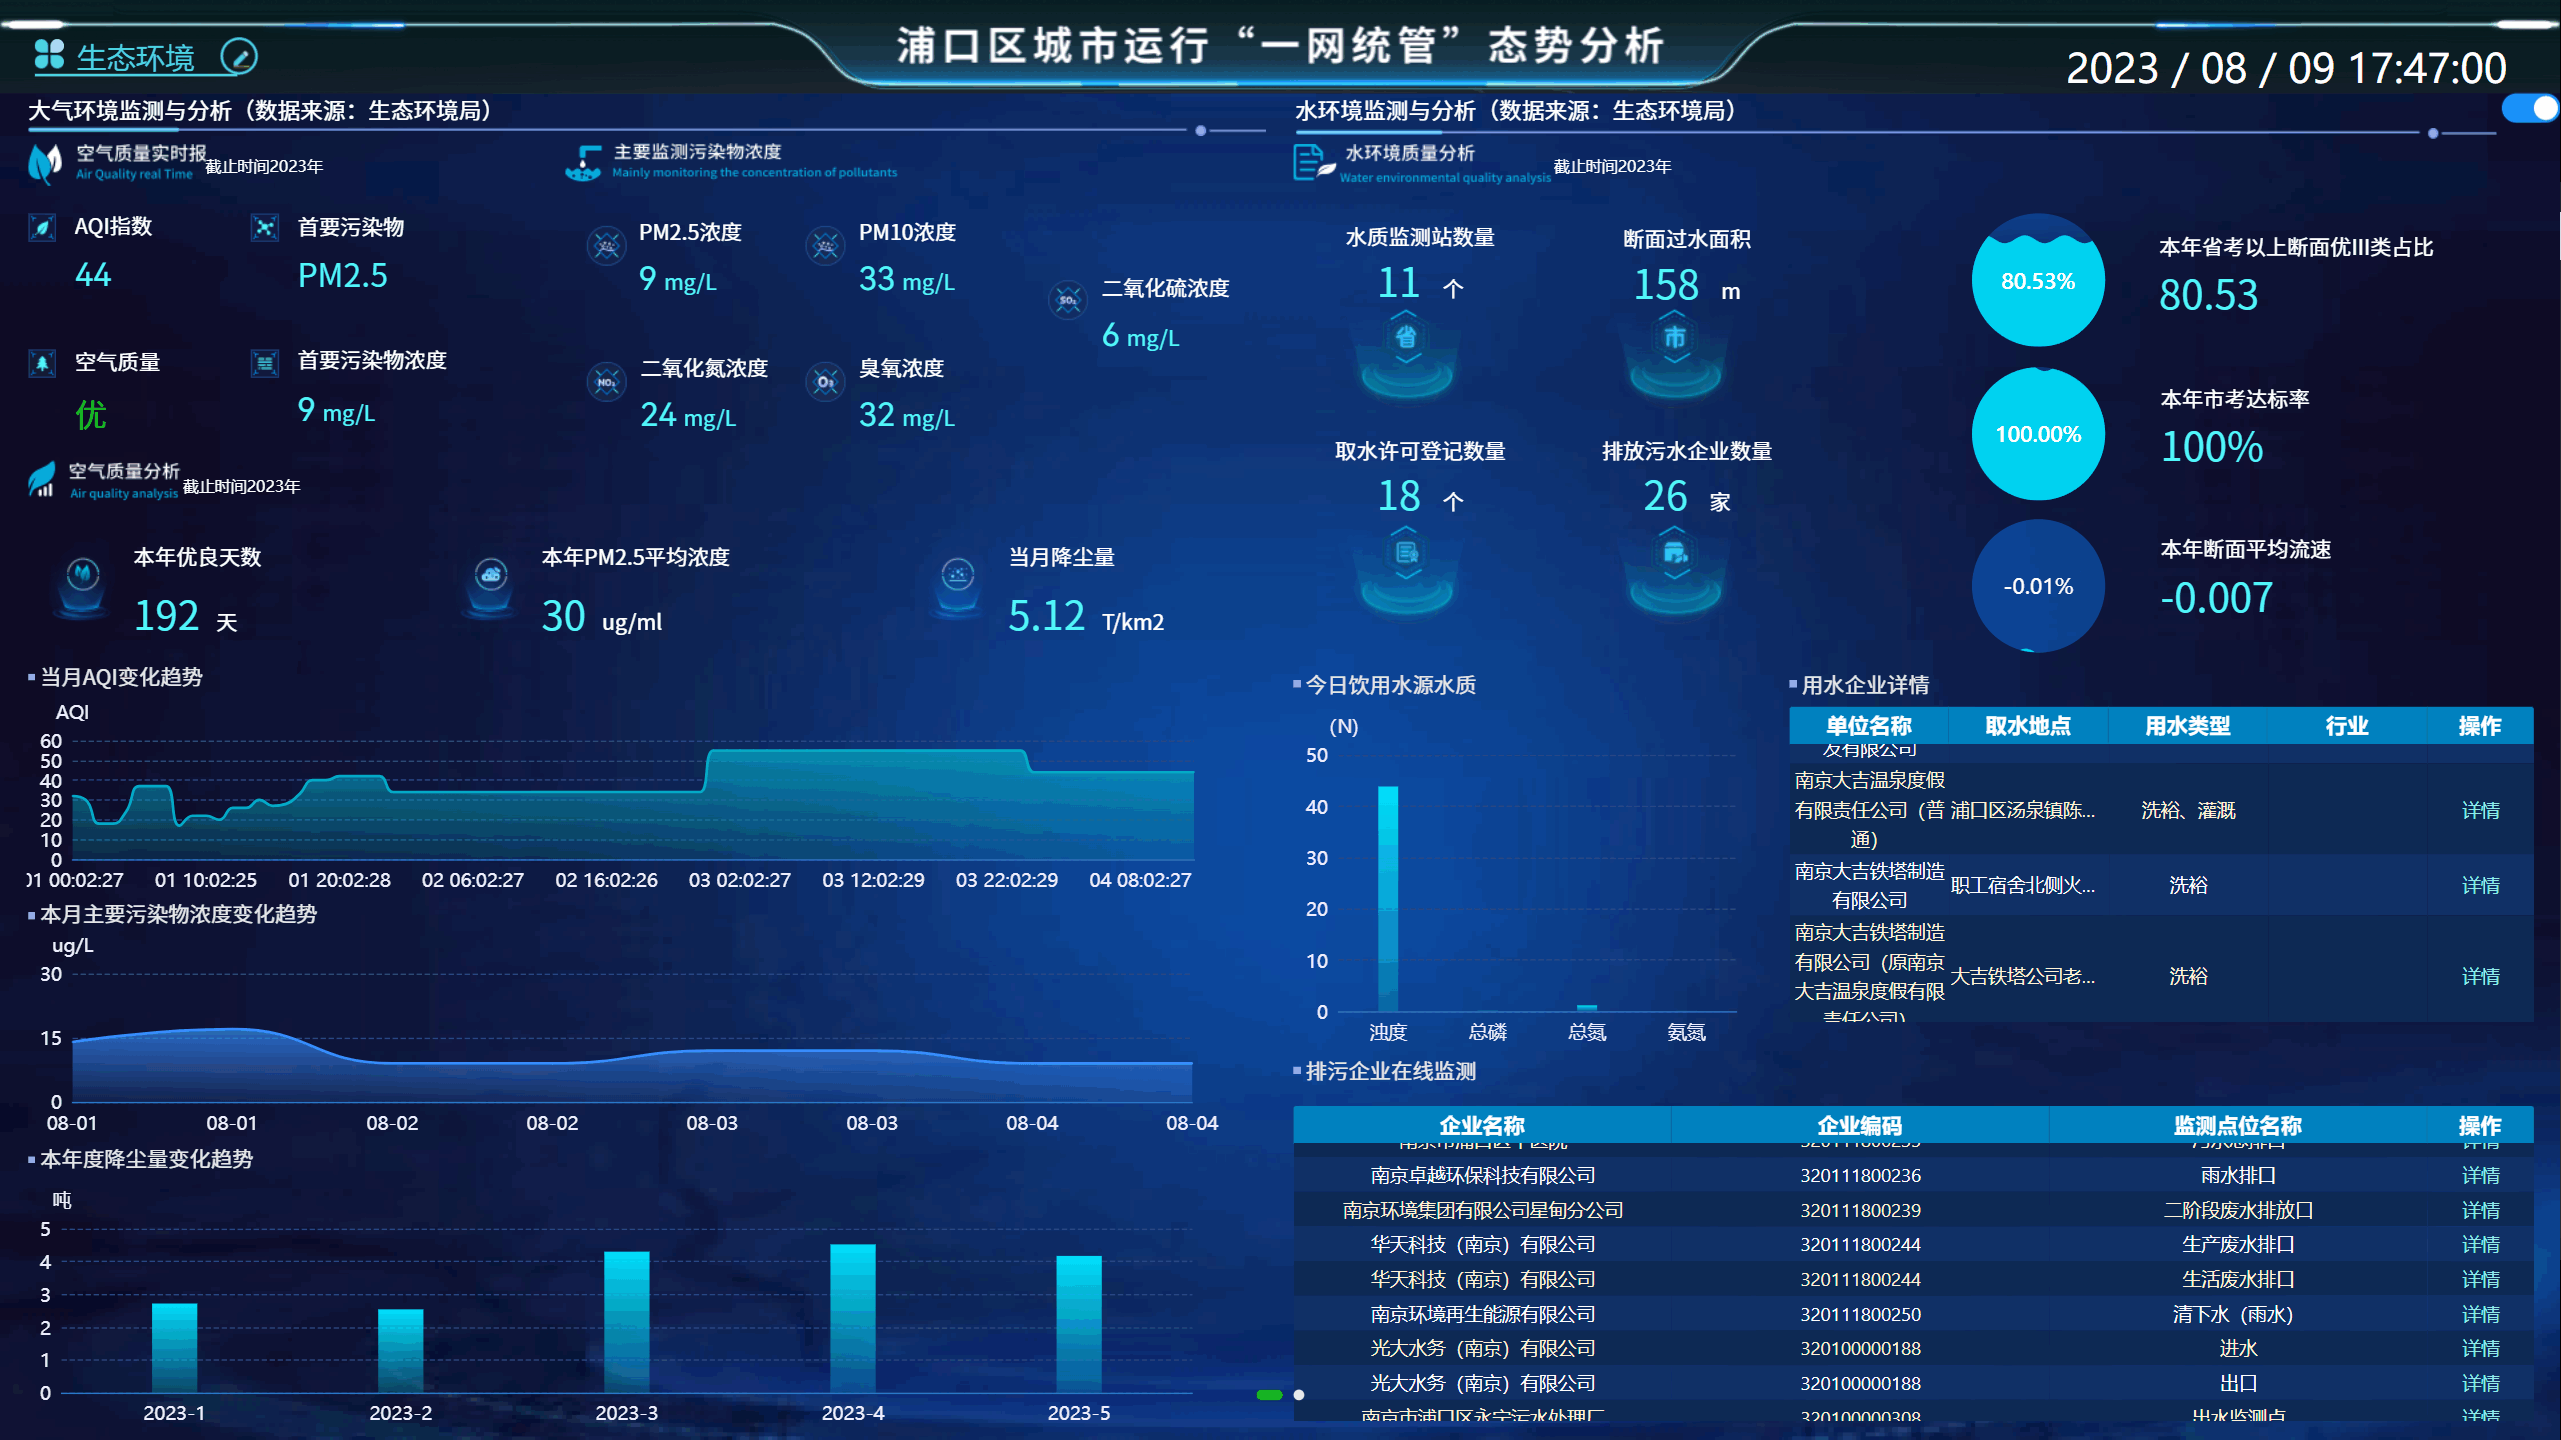 浦口区城市运行“一网统管”态势分析
生态环境
2023 / 08 / 09 17:47:00
大气环境监测与分析（数据来源：生态环境局）
空气质量实时报
Air Quality real Time
截止时间2023年
主要监测污染物浓度
Mainly monitoring the concentration of pollutants
AQI指数
44
首要污染物
PM2.5
空气质量
优
首要污染物浓度
9 mg/L
PM2.5浓度
9 mg/L
PM10浓度
33 mg/L
SO₂
二氧化硫浓度
6 mg/L
NO₂
二氧化氮浓度
24 mg/L
O₃
臭氧浓度
32 mg/L
空气质量分析
Air quality analysis
截止时间2023年
本年优良天数
192 天
本年PM2.5平均浓度
30 ug/ml
当月降尘量
5.12 T/km2
当月AQI变化趋势
AQI
60
50
40
30
20
10
0
01 00:02:27 01 10:02:25 01 20:02:28 02 06:02:27 02 16:02:26 03 02:02:27 03 12:02:29 03 22:02:29 04 08:02:27
本月主要污染物浓度变化趋势
ug/L
30
15
0
08-01 08-01 08-02 08-02 08-03 08-03 08-04 08-04
本年度降尘量变化趋势
吨
5
4
3
2
1
0
2023-1 2023-2 2023-3 2023-4 2023-5
水环境监测与分析（数据来源：生态环境局）
水环境质量分析
Water environmental quality analysis
截止时间2023年
水质监测站数量
11 个
省
断面过水面积
158 m
市
取水许可登记数量
18 个
排放污水企业数量
26 家
80.53%
本年省考以上断面优III类占比
80.53
100.00%
本年市考达标率
100%
-0.01%
本年断面平均流速
-0.007
今日饮用水源水质
(N)
50
40
30
20
10
0
浊度 总磷 总氮 氨氮
用水企业详情
单位名称 取水地点 用水类型 行业 操作
发有限公司
南京大吉温泉度假
有限责任公司（普 浦口区汤泉镇陈... 洗裕、灌溉 详情
通）
南京大吉铁塔制造
有限公司 职工宿舍北侧火... 洗裕 详情
南京大吉铁塔制造
有限公司（原南京
大吉温泉度假有限 大吉铁塔公司老... 洗裕 详情
责任公司）
排污企业在线监测
企业名称 企业编码 监测点位名称 操作
南京卓越环保科技有限公司 320111800236 雨水排口 详情
南京环境集团有限公司星甸分公司 320111800239 二阶段废水排放口 详情
华天科技（南京）有限公司 320111800244 生产废水排口 详情
华天科技（南京）有限公司 320111800244 生活废水排口 详情
南京环境再生能源有限公司 320111800250 清下水（雨水） 详情
光大水务（南京）有限公司 320100000188 进水 详情
光大水务（南京）有限公司 320100000188 出口 详情
南京市浦口区永宁污水处理厂 320100000308 出水监测点 详情